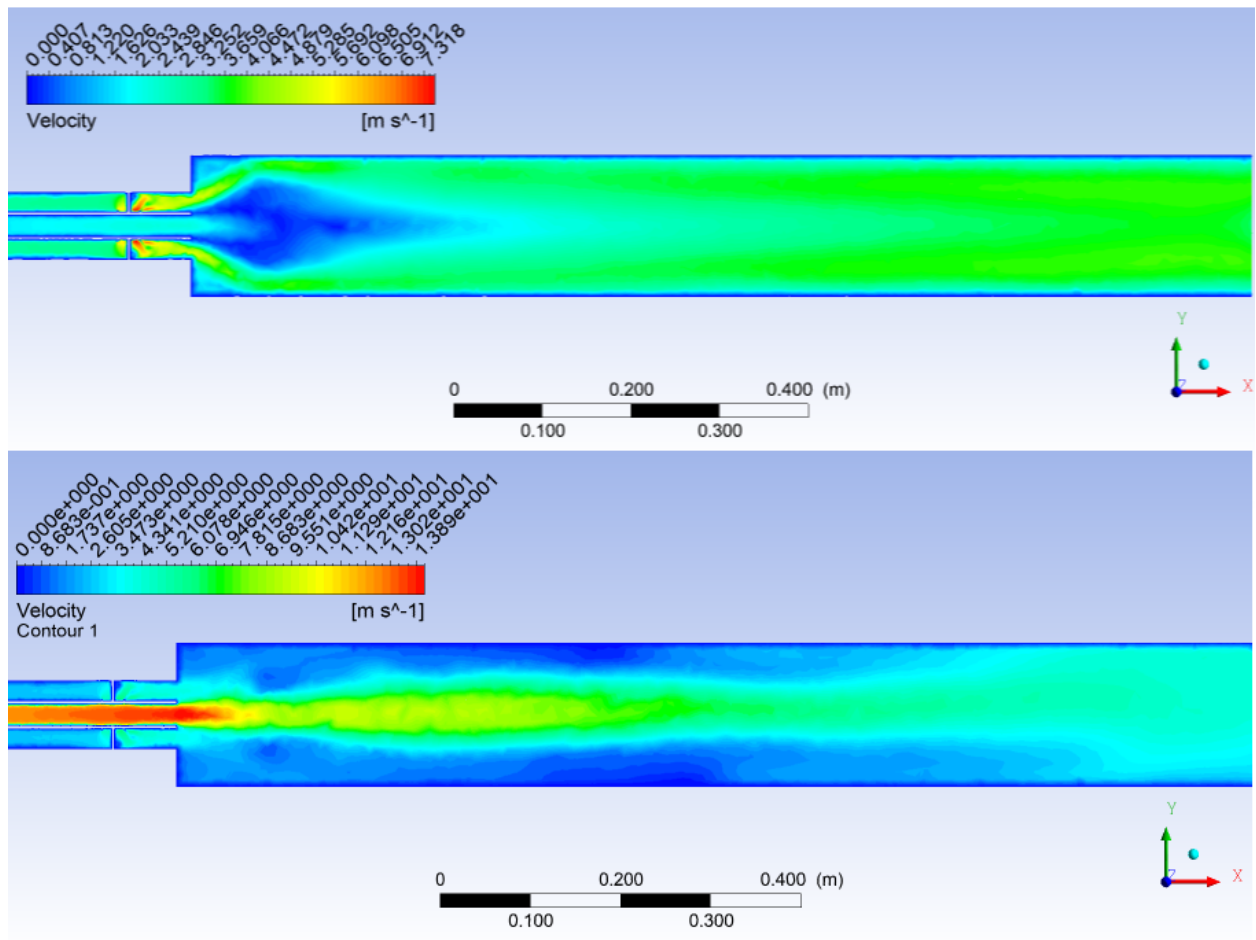 0.000 0.407 0.813 1.220 1.626 2.033 2.439 2.846 3.252 3.659 4.066 4.472 4.879 5.285 5.692 6.098 6.505 6.912 7.318
Velocity [m s^-1]
Y
X
Z
0 0.200 0.400 (m)
0.100 0.300
0.000e+000 8.683e-001 1.737e+000 2.605e+000 3.473e+000 4.341e+000 5.210e+000 6.078e+000 6.946e+000 7.815e+000 8.683e+000 9.551e+000 1.042e+001 1.129e+001 1.216e+001 1.302e+001 1.389e+001
Velocity [m s^-1]
Contour 1
Y
X
Z
0 0.200 0.400 (m)
0.100 0.300